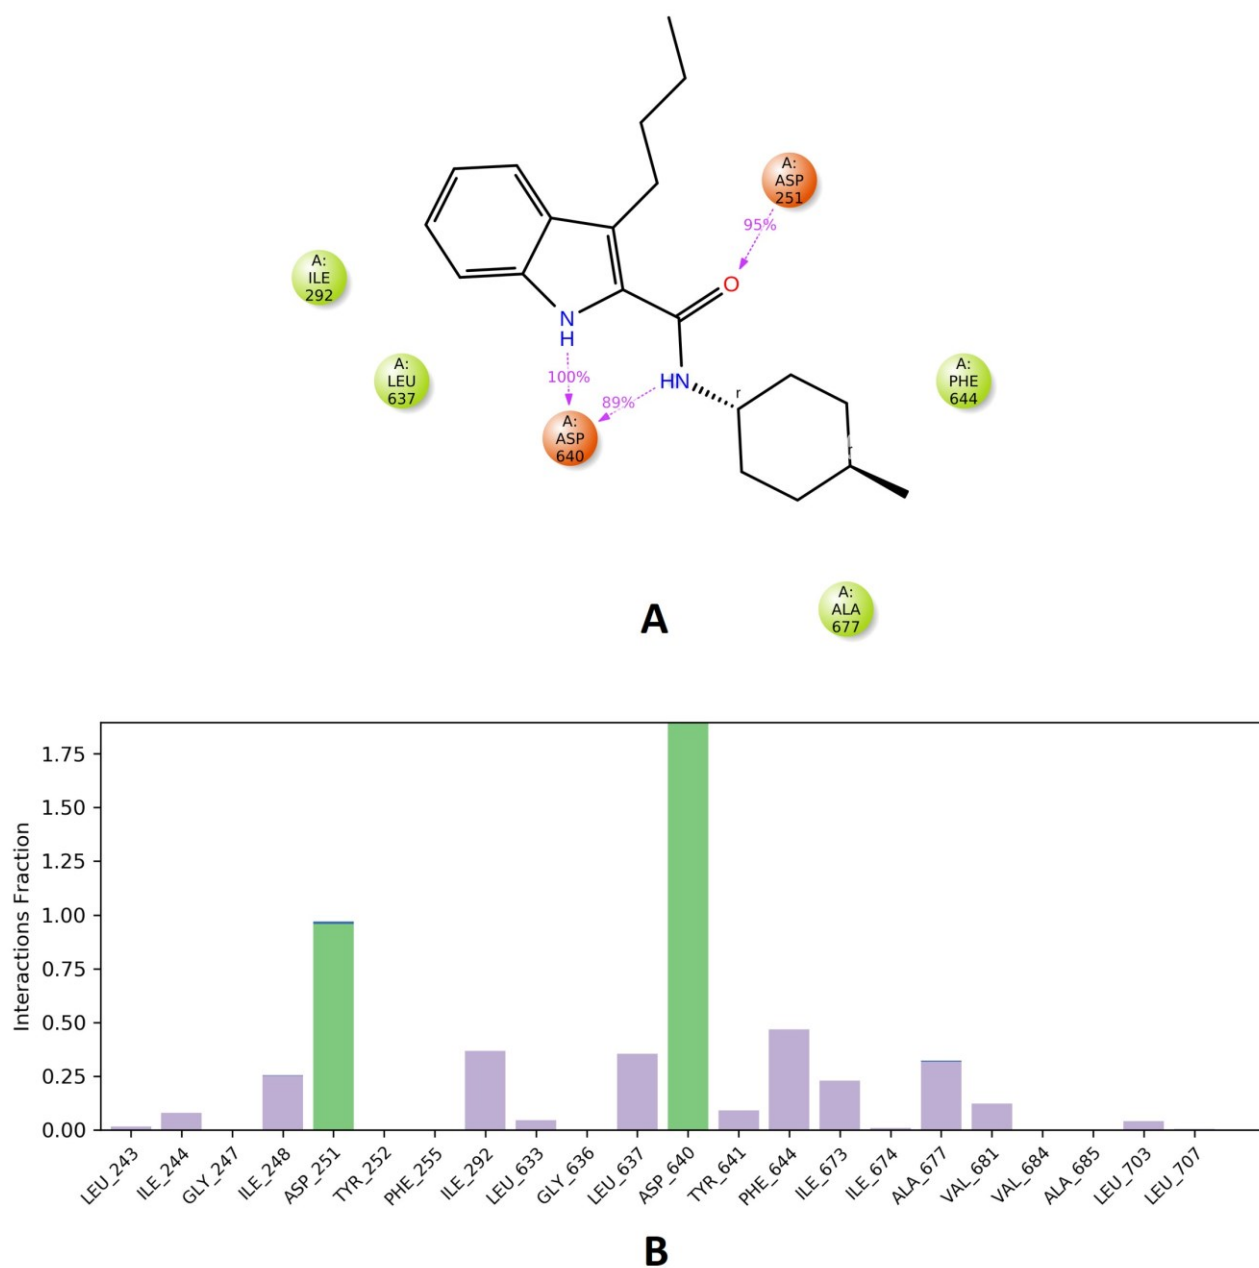 A:
ASP
251
95%
O
A:
ILE
292
N
H
A:
LEU
637
100%
HN
r
A:
PHE
644
89%
A:
ASP
640
r
A:
ALA
677
A
1.75
1.50
1.25
1.00
0.75
0.50
0.25
0.00
Interactions Fraction
LEU_243
ILE_244
GLY_247
ILE_248
ASP_251
TYR_252
PHE_255
ILE_292
LEU_633
GLY_636
LEU_637
ASP_640
TYR_641
PHE_644
ILE_673
ILE_674
ALA_677
VAL_681
VAL_684
ALA_685
LEU_703
LEU_707
B